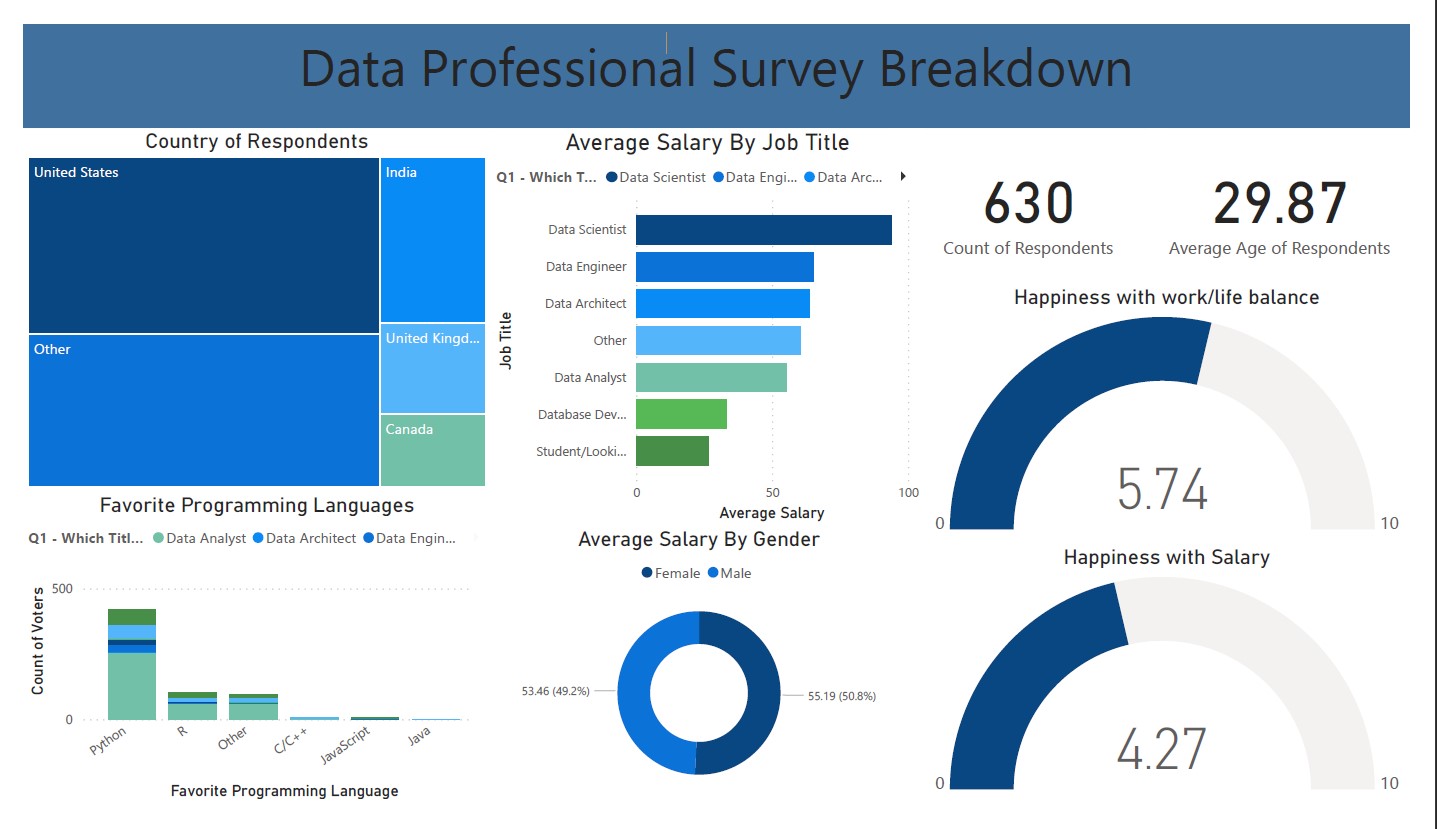 Data Professional Survey Breakdown
Country of Respondents
United States
India
Other
United Kingd...
Canada
Average Salary By Job Title
Q1 - Which T... Data Scientist Data Engi... Data Arc...
Job Title
Data Scientist
Data Engineer
Data Architect
Other
Data Analyst
Database Dev...
Student/Looki...
0 50 100
Average Salary
630
Count of Respondents
29.87
Average Age of Respondents
Happiness with work/life balance
5.74
0 10
Favorite Programming Languages
Q1 - Which Titl... Data Analyst Data Architect Data Engin...
Count of Voters
500
0
Python R Other C/C++ JavaScript Java
Favorite Programming Language
Average Salary By Gender
Female Male
53.46 (49.2%)
55.19 (50.8%)
Happiness with Salary
4.27
0 10